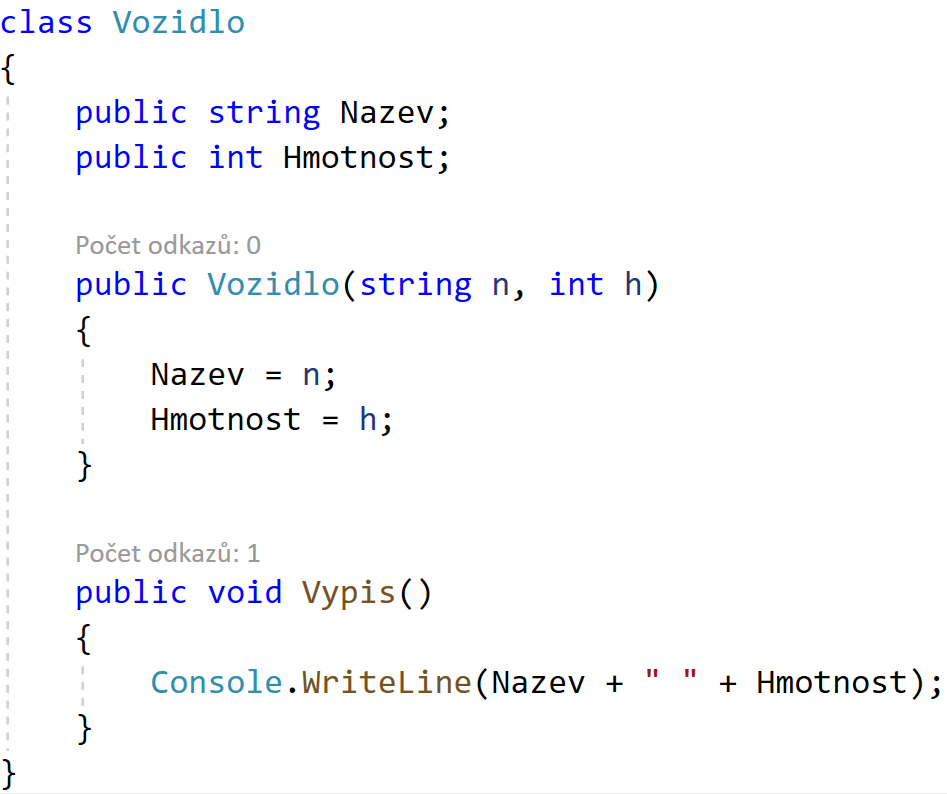 class Vozidlo
{
    public string Nazev;
    public int Hmotnost;

    Počet odkazů: 0
    public Vozidlo(string n, int h)
    {
        Nazev = n;
        Hmotnost = h;
    }

    Počet odkazů: 1
    public void Vypis()
    {
        Console.WriteLine(Nazev + " " + Hmotnost);
    }
}